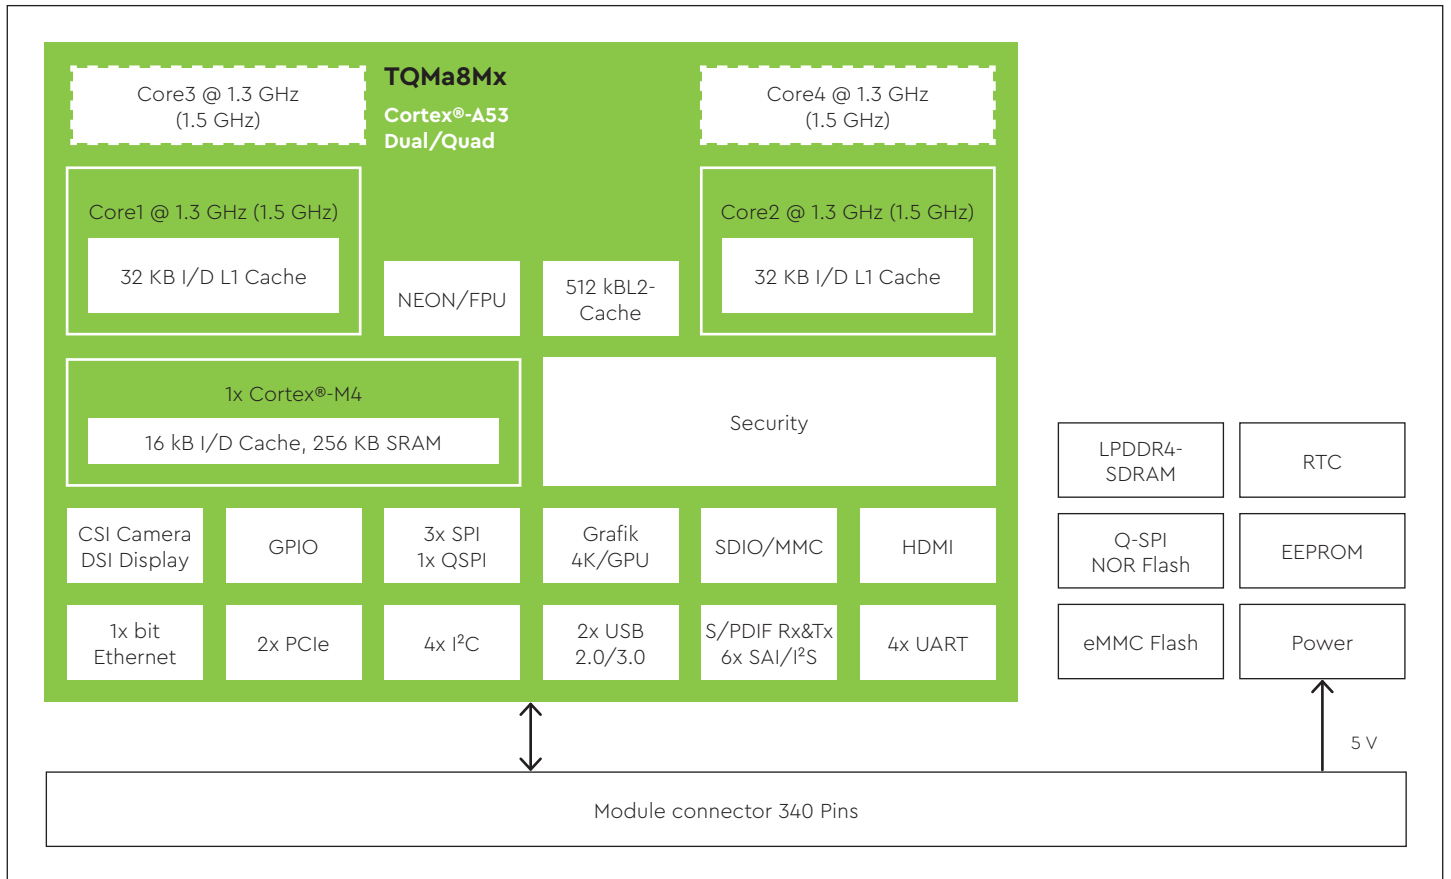 TQMa8Mx
Cortex®-A53
Dual/Quad
Core3 @ 1.3 GHz
(1.5 GHz)
Core4 @ 1.3 GHz
(1.5 GHz)
Core1 @ 1.3 GHz (1.5 GHz)
32 KB I/D L1 Cache
NEON/FPU
512 kBL2-
Cache
Core2 @ 1.3 GHz (1.5 GHz)
32 KB I/D L1 Cache
1x Cortex®-M4
16 kB I/D Cache, 256 KB SRAM
Security
CSI Camera
DSI Display
GPIO
3x SPI
1x QSPI
Grafik
4K/GPU
SDIO/MMC
HDMI
1x bit
Ethernet
2x PCIe
4x I²C
2x USB
2.0/3.0
S/PDIF Rx&Tx
6x SAI/I²S
4x UART
LPDDR4-
SDRAM
RTC
Q-SPI
NOR Flash
EEPROM
eMMC Flash
Power
5 V
Module connector 340 Pins